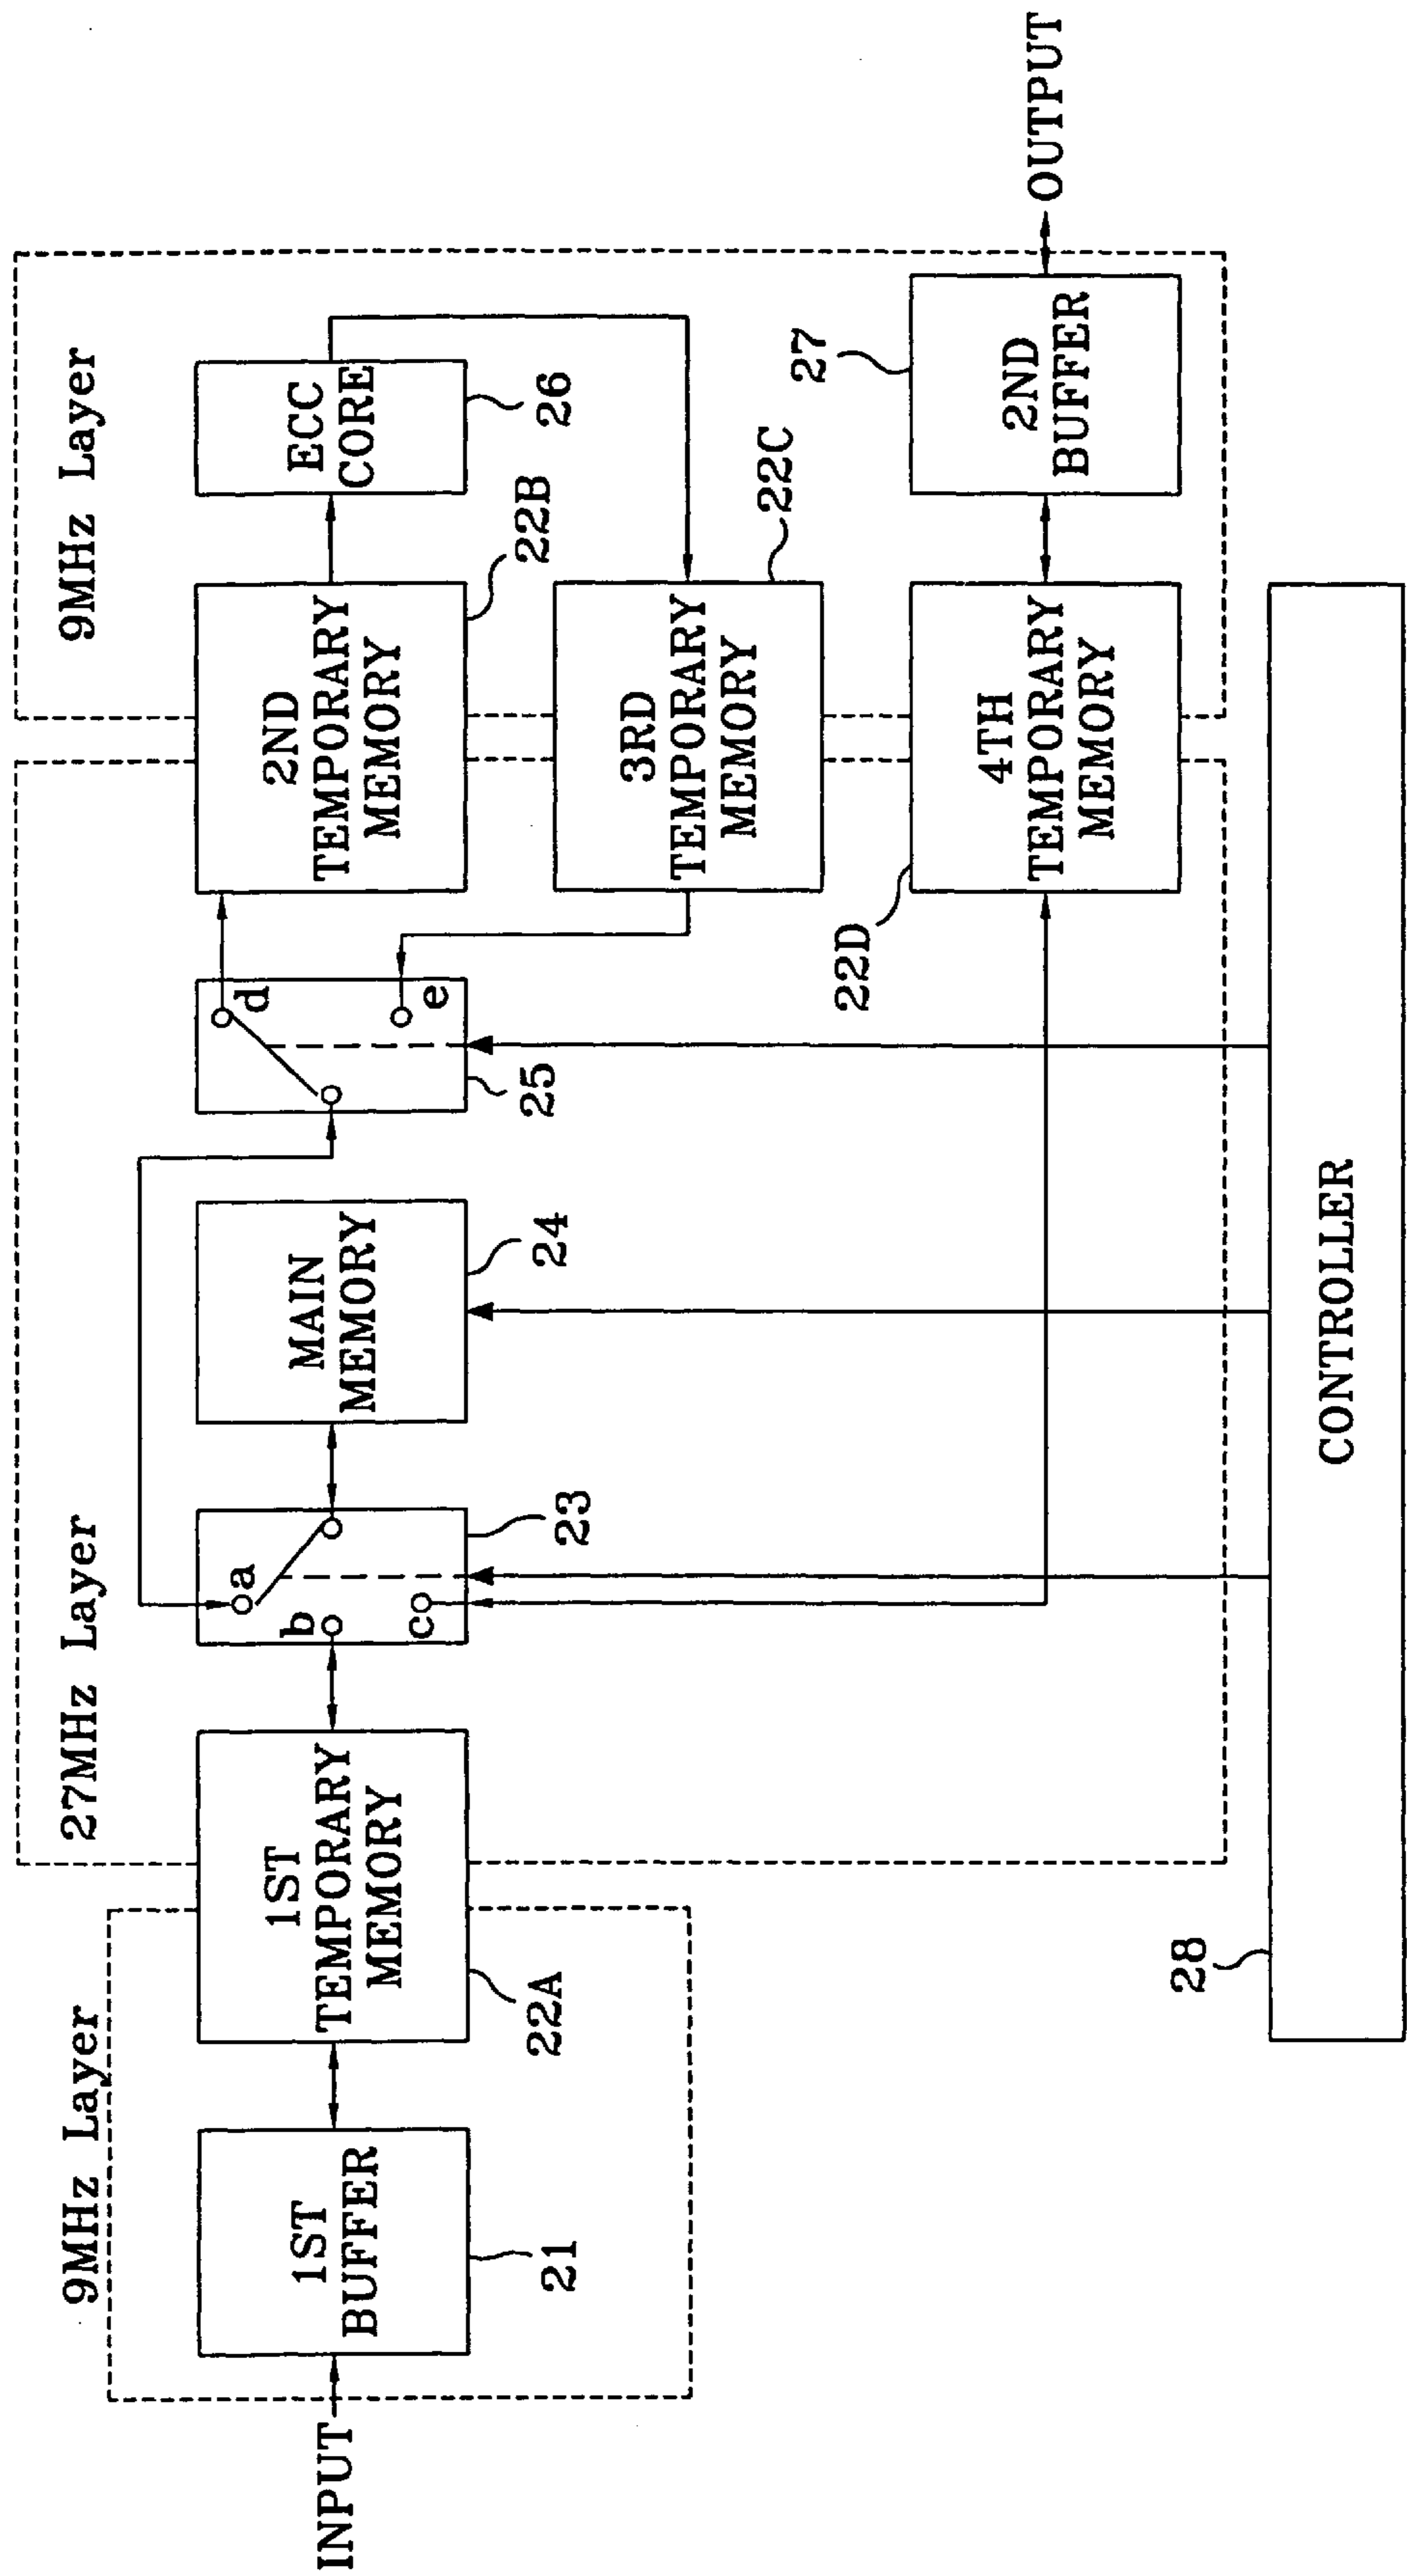 9MHz Layer
27MHz Layer
9MHz Layer
INPUT
1ST
BUFFER
21
1ST
TEMPORARY
MEMORY
22A
a
b
c
23
MAIN
MEMORY
24
d
e
25
2ND
TEMPORARY
MEMORY
22B
ECC
CORE
26
3RD
TEMPORARY
MEMORY
22C
4TH
TEMPORARY
MEMORY
22D
2ND
BUFFER
27
OUTPUT
CONTROLLER
28